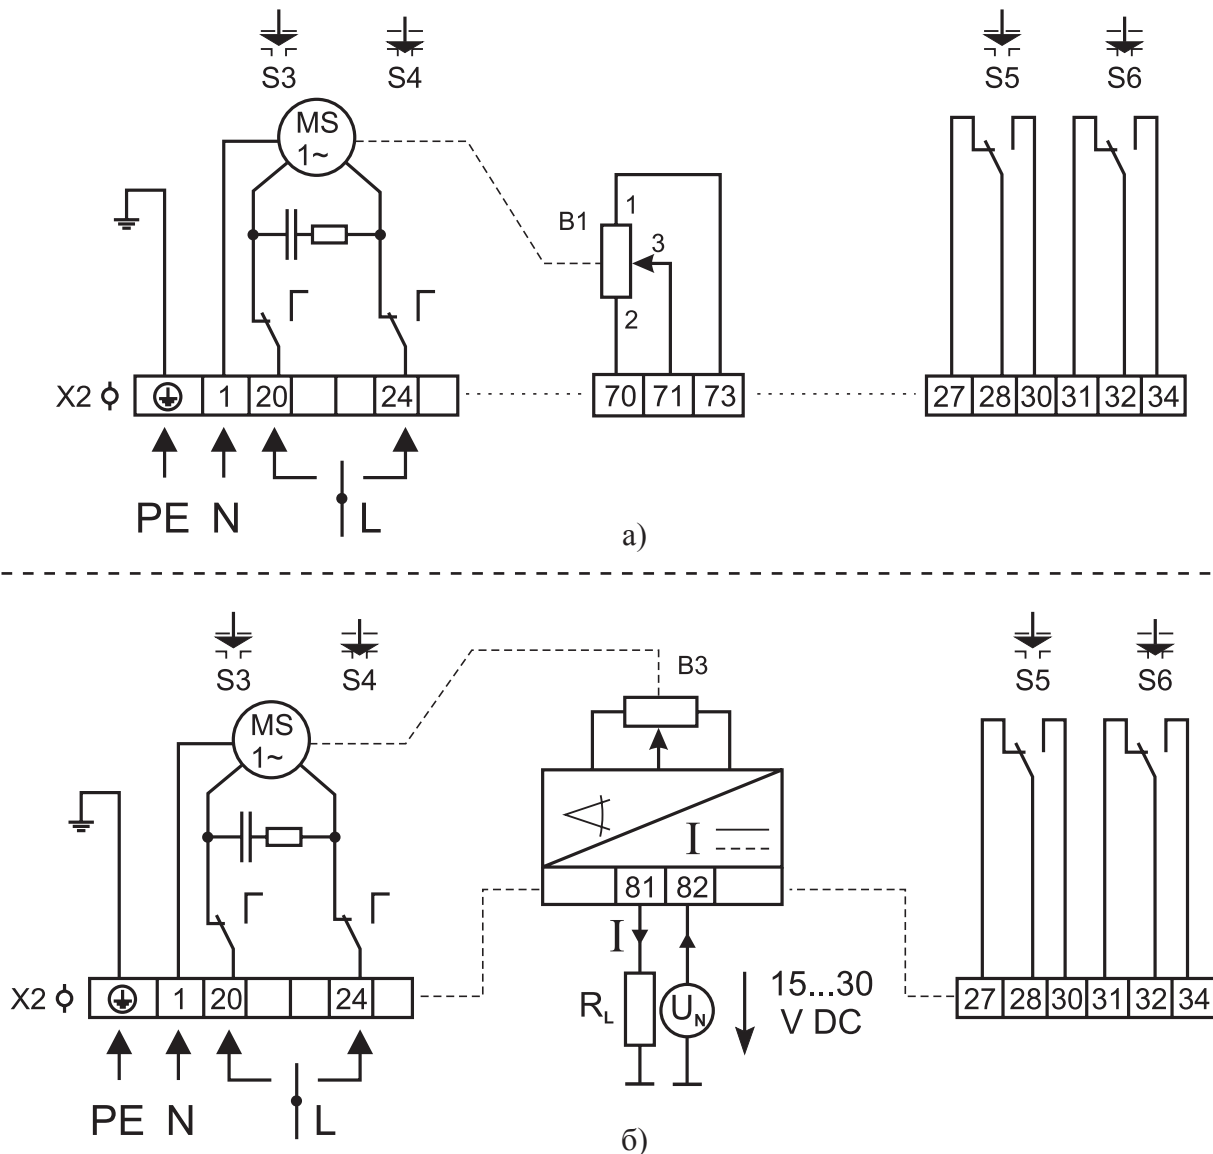 S3 S4 S5 S6
MS
1~
B1 1
3
2
X2 1 20 24 70 71 73 27 28 30 31 32 34
PE N L
а)
S3 S4 B3 S5 S6
MS
1~
I
81 82
I
X2 1 20 24 R_L U_N 15...30 27 28 30 31 32 34
V DC
PE N L
б)